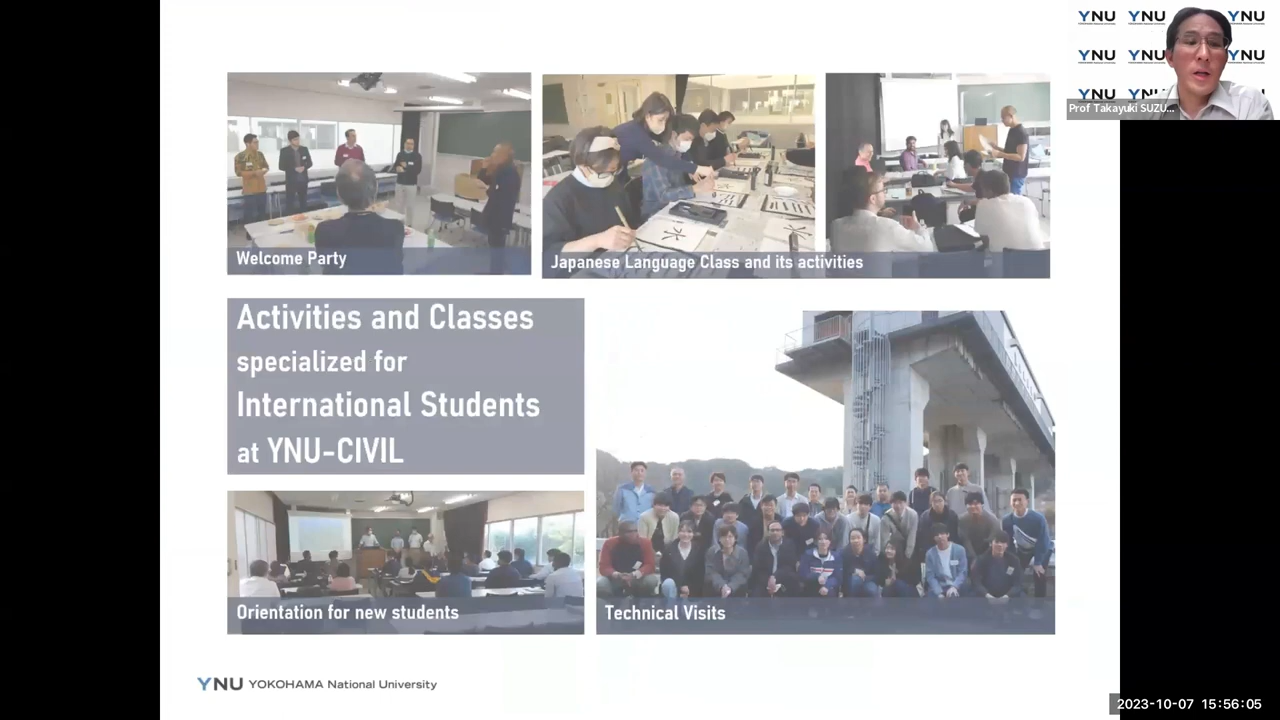 YNU YNU YNU
YNU YNU YNU
YNU YNU YNU
Prof Takayuki SUZU...
Welcome Party
水
Japanese Language Class and its activities
Activities and Classes
specialized for
International Students
at YNU-CIVIL
Orientation for new students
Technical Visits
YNU YOKOHAMA National University
2023-10-07 15:56:05